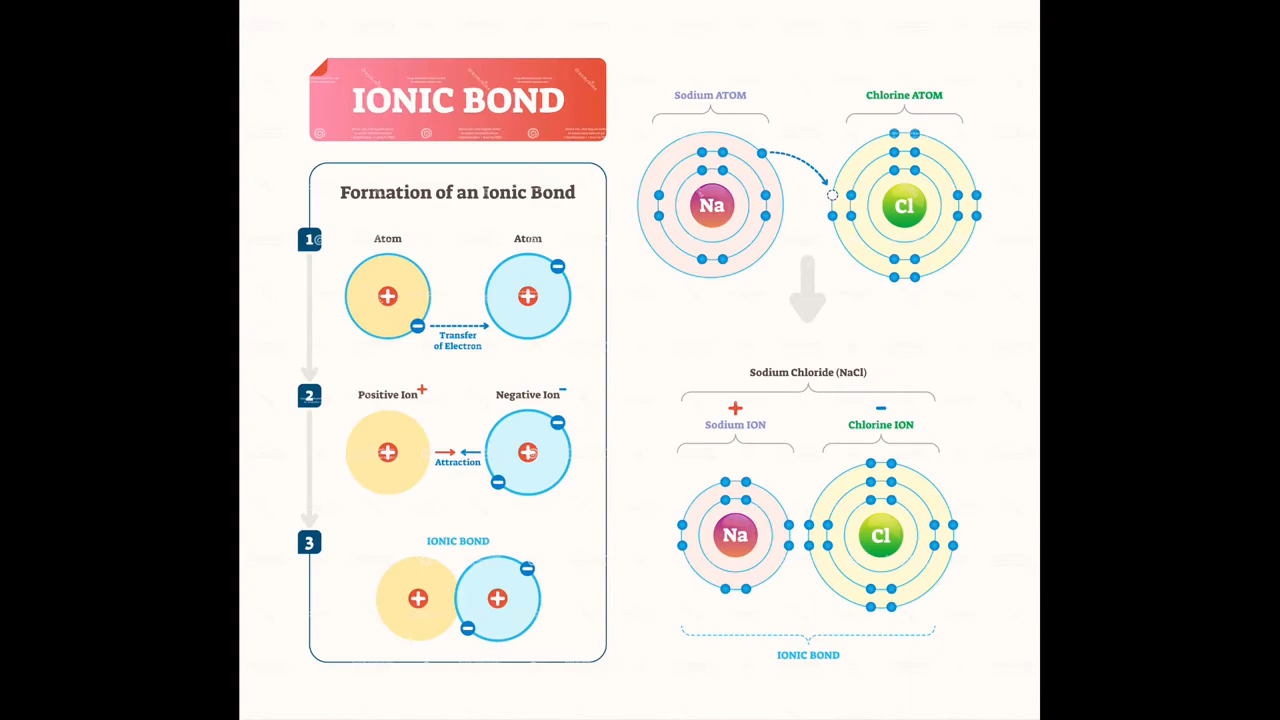 IONIC BOND
Formation of an Ionic Bond
1
Atom
Atom
Transfer
of Electron
2
Positive Ion+
Negative Ion−
Attraction
3
IONIC BOND
Sodium ATOM
Chlorine ATOM
Na
Cl
Sodium Chloride (NaCl)
+
−
Sodium ION
Chlorine ION
Na
Cl
IONIC BOND